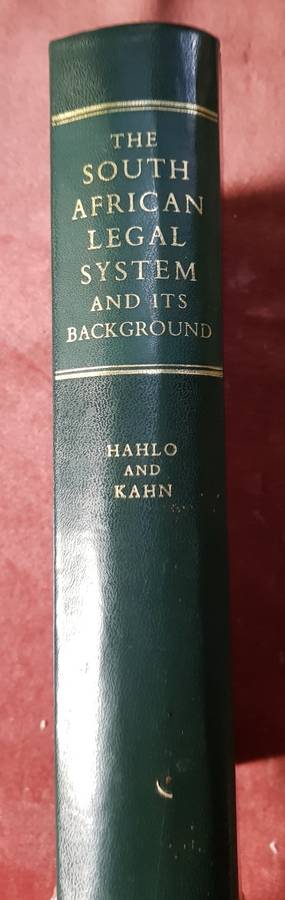 THE
SOUTH
AFRICAN
LEGAL
SYSTEM
AND ITS
BACKGROUND
HAHLO
AND
KAHN